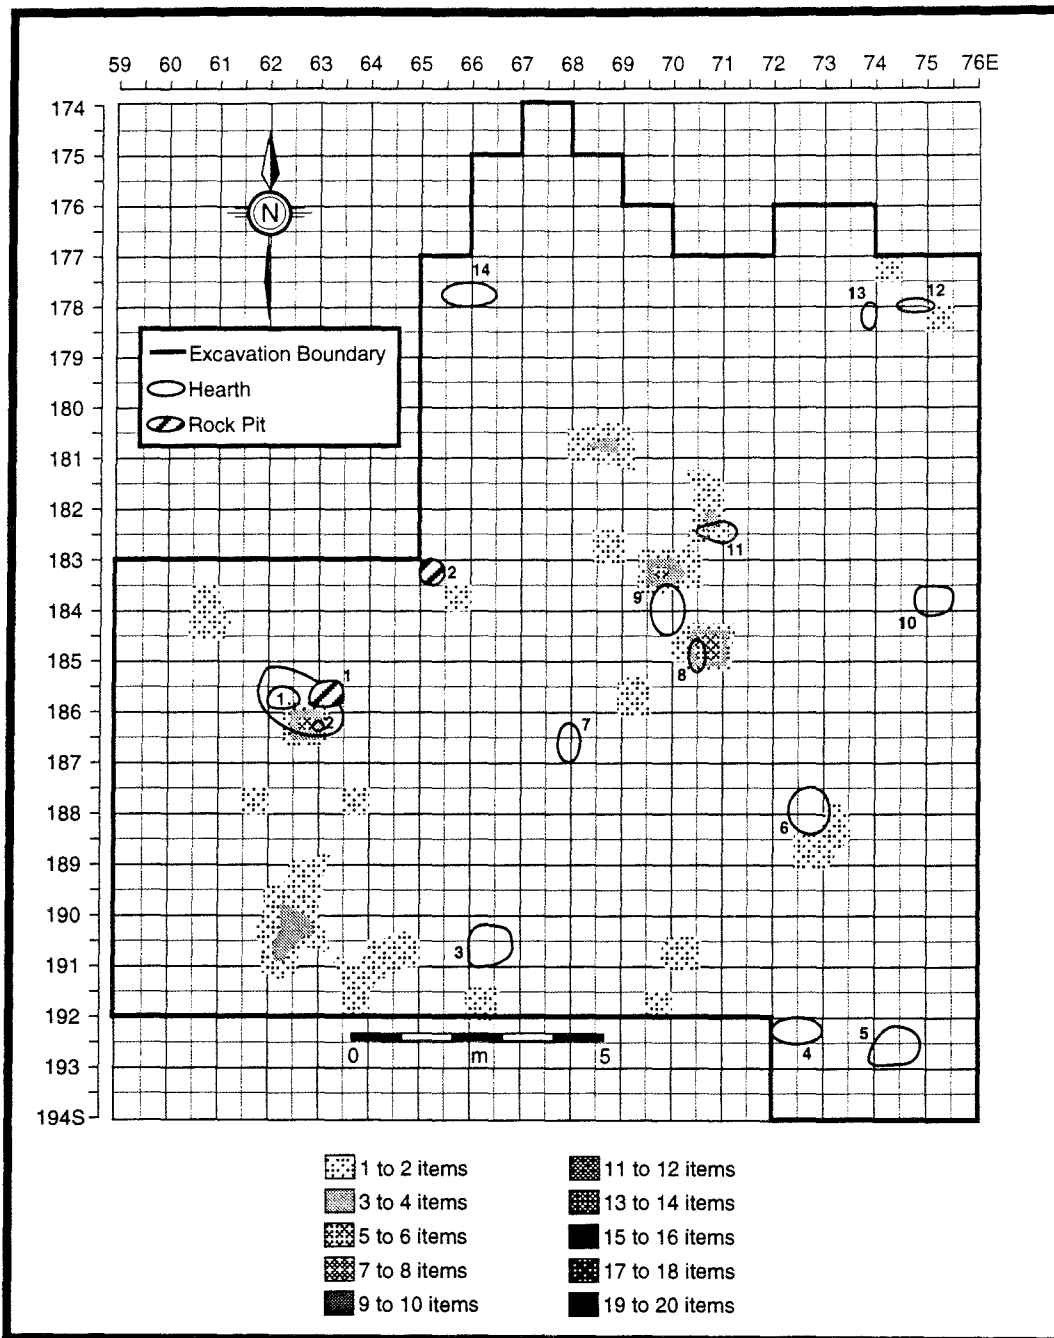 59 60 61 62 63 64 65 66 67 68 69 70 71 72 73 74 75 76E
174
175
176
N
177
14
178
13 12
179
Excavation Boundary
Hearth
Rock Pit
180
181
182
11
183
2
9
184
10
185
8
1
1
186
2
7
187
188
6
189
190
3
191
192
5
4
0 m 5
193
194S
1 to 2 items 11 to 12 items
3 to 4 items 13 to 14 items
5 to 6 items 15 to 16 items
7 to 8 items 17 to 18 items
9 to 10 items 19 to 20 items